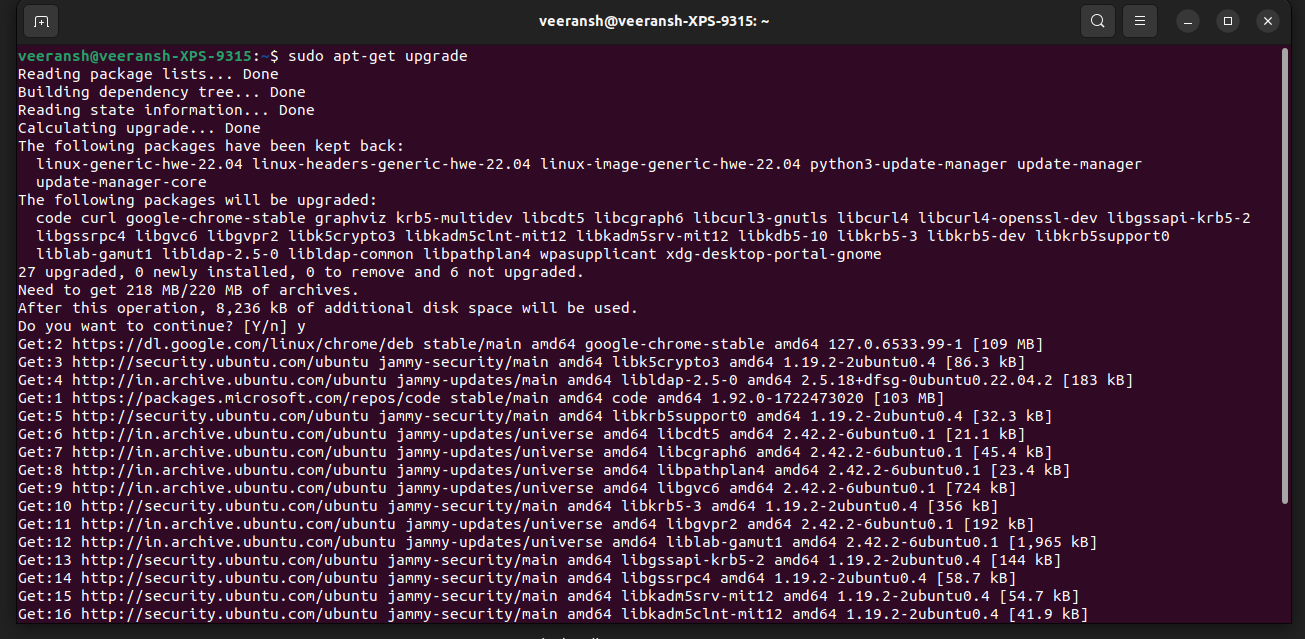 veeransh@veeransh-XPS-9315: ~
veeransh@veeransh-XPS-9315:~$ sudo apt-get upgrade
Reading package lists... Done
Building dependency tree... Done
Reading state information... Done
Calculating upgrade... Done
The following packages have been kept back:
  linux-generic-hwe-22.04 linux-headers-generic-hwe-22.04 linux-image-generic-hwe-22.04 python3-update-manager update-manager
  update-manager-core
The following packages will be upgraded:
  code curl google-chrome-stable graphviz krb5-multidev libcdt5 libcgraph6 libcurl3-gnutls libcurl4 libcurl4-openssl-dev libgssapi-krb5-2
  libgssrpc4 libgvc6 libgvpr2 libk5crypto3 libkadm5clnt-mit12 libkadm5srv-mit12 libkdb5-10 libkrb5-3 libkrb5-dev libkrb5support0
  liblab-gamut1 libldap-2.5-0 libldap-common libpathplan4 wpasupplicant xdg-desktop-portal-gnome
27 upgraded, 0 newly installed, 0 to remove and 6 not upgraded.
Need to get 218 MB/220 MB of archives.
After this operation, 8,236 kB of additional disk space will be used.
Do you want to continue? [Y/n] y
Get:2 https://dl.google.com/linux/chrome/deb stable/main amd64 google-chrome-stable amd64 127.0.6533.99-1 [109 MB]
Get:3 http://security.ubuntu.com/ubuntu jammy-security/main amd64 libk5crypto3 amd64 1.19.2-2ubuntu0.4 [86.3 kB]
Get:4 http://in.archive.ubuntu.com/ubuntu jammy-updates/main amd64 libldap-2.5-0 amd64 2.5.18+dfsg-0ubuntu0.22.04.2 [183 kB]
Get:1 https://packages.microsoft.com/repos/code stable/main amd64 code amd64 1.92.0-1722473020 [103 MB]
Get:5 http://security.ubuntu.com/ubuntu jammy-security/main amd64 libkrb5support0 amd64 1.19.2-2ubuntu0.4 [32.3 kB]
Get:6 http://in.archive.ubuntu.com/ubuntu jammy-updates/universe amd64 libcdt5 amd64 2.42.2-6ubuntu0.1 [21.1 kB]
Get:7 http://in.archive.ubuntu.com/ubuntu jammy-updates/universe amd64 libcgraph6 amd64 2.42.2-6ubuntu0.1 [45.4 kB]
Get:8 http://in.archive.ubuntu.com/ubuntu jammy-updates/universe amd64 libpathplan4 amd64 2.42.2-6ubuntu0.1 [23.4 kB]
Get:9 http://in.archive.ubuntu.com/ubuntu jammy-updates/universe amd64 libgvc6 amd64 2.42.2-6ubuntu0.1 [724 kB]
Get:10 http://security.ubuntu.com/ubuntu jammy-security/main amd64 libkrb5-3 amd64 1.19.2-2ubuntu0.4 [356 kB]
Get:11 http://in.archive.ubuntu.com/ubuntu jammy-updates/universe amd64 libgvpr2 amd64 2.42.2-6ubuntu0.1 [192 kB]
Get:12 http://in.archive.ubuntu.com/ubuntu jammy-updates/universe amd64 liblab-gamut1 amd64 2.42.2-6ubuntu0.1 [1,965 kB]
Get:13 http://security.ubuntu.com/ubuntu jammy-security/main amd64 libgssapi-krb5-2 amd64 1.19.2-2ubuntu0.4 [144 kB]
Get:14 http://security.ubuntu.com/ubuntu jammy-security/main amd64 libgssrpc4 amd64 1.19.2-2ubuntu0.4 [58.7 kB]
Get:15 http://security.ubuntu.com/ubuntu jammy-security/main amd64 libkadm5srv-mit12 amd64 1.19.2-2ubuntu0.4 [54.7 kB]
Get:16 http://security.ubuntu.com/ubuntu jammy-security/main amd64 libkadm5clnt-mit12 amd64 1.19.2-2ubuntu0.4 [41.9 kB]